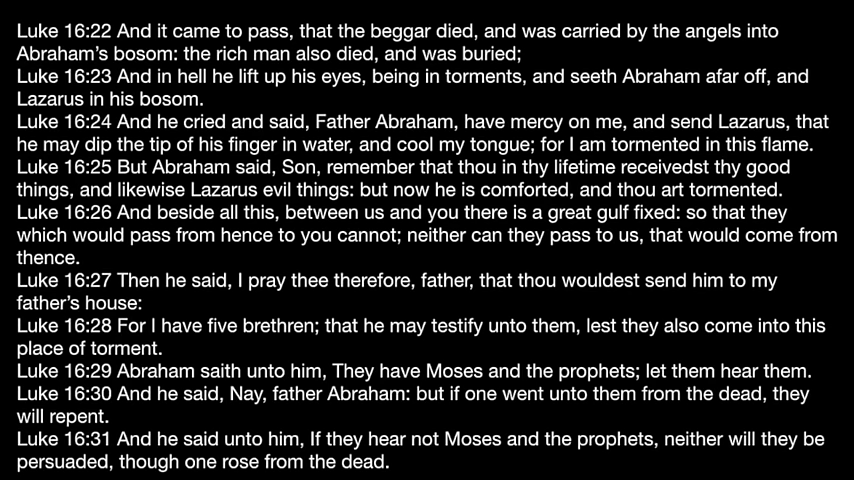 Luke 16:22 And it came to pass, that the beggar died, and was carried by the angels into
Abraham’s bosom: the rich man also died, and was buried;
Luke 16:23 And in hell he lift up his eyes, being in torments, and seeth Abraham afar off, and
Lazarus in his bosom.
Luke 16:24 And he cried and said, Father Abraham, have mercy on me, and send Lazarus, that
he may dip the tip of his finger in water, and cool my tongue; for I am tormented in this flame.
Luke 16:25 But Abraham said, Son, remember that thou in thy lifetime receivedst thy good
things, and likewise Lazarus evil things: but now he is comforted, and thou art tormented.
Luke 16:26 And beside all this, between us and you there is a great gulf fixed: so that they
which would pass from hence to you cannot; neither can they pass to us, that would come from
thence.
Luke 16:27 Then he said, I pray thee therefore, father, that thou wouldest send him to my
father’s house:
Luke 16:28 For I have five brethren; that he may testify unto them, lest they also come into this
place of torment.
Luke 16:29 Abraham saith unto him, They have Moses and the prophets; let them hear them.
Luke 16:30 And he said, Nay, father Abraham: but if one went unto them from the dead, they
will repent.
Luke 16:31 And he said unto him, If they hear not Moses and the prophets, neither will they be
persuaded, though one rose from the dead.